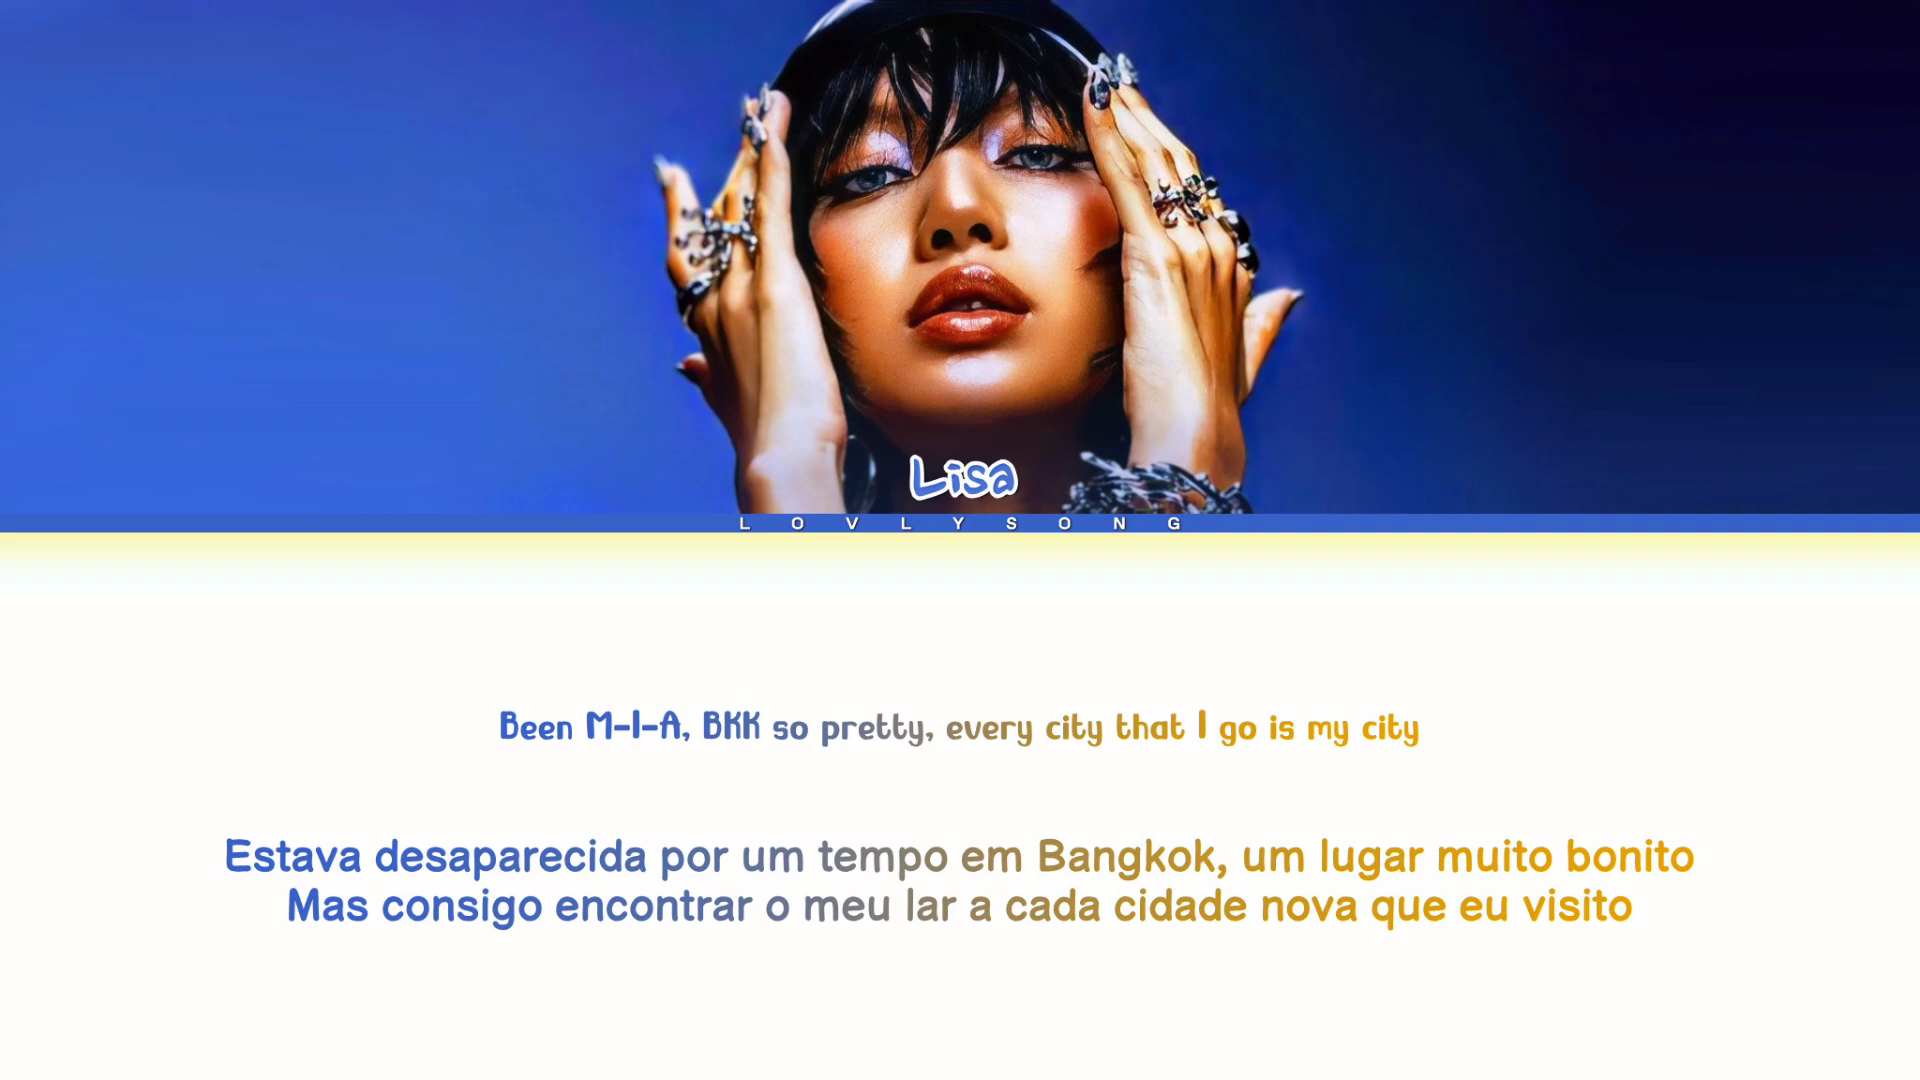 Lisa
LOVLYSONG
Been M-I-A, BKK so pretty, every city that I go is my city
Estava desaparecida por um tempo em Bangkok, um lugar muito bonito
Mas consigo encontrar o meu lar a cada cidade nova que eu visito